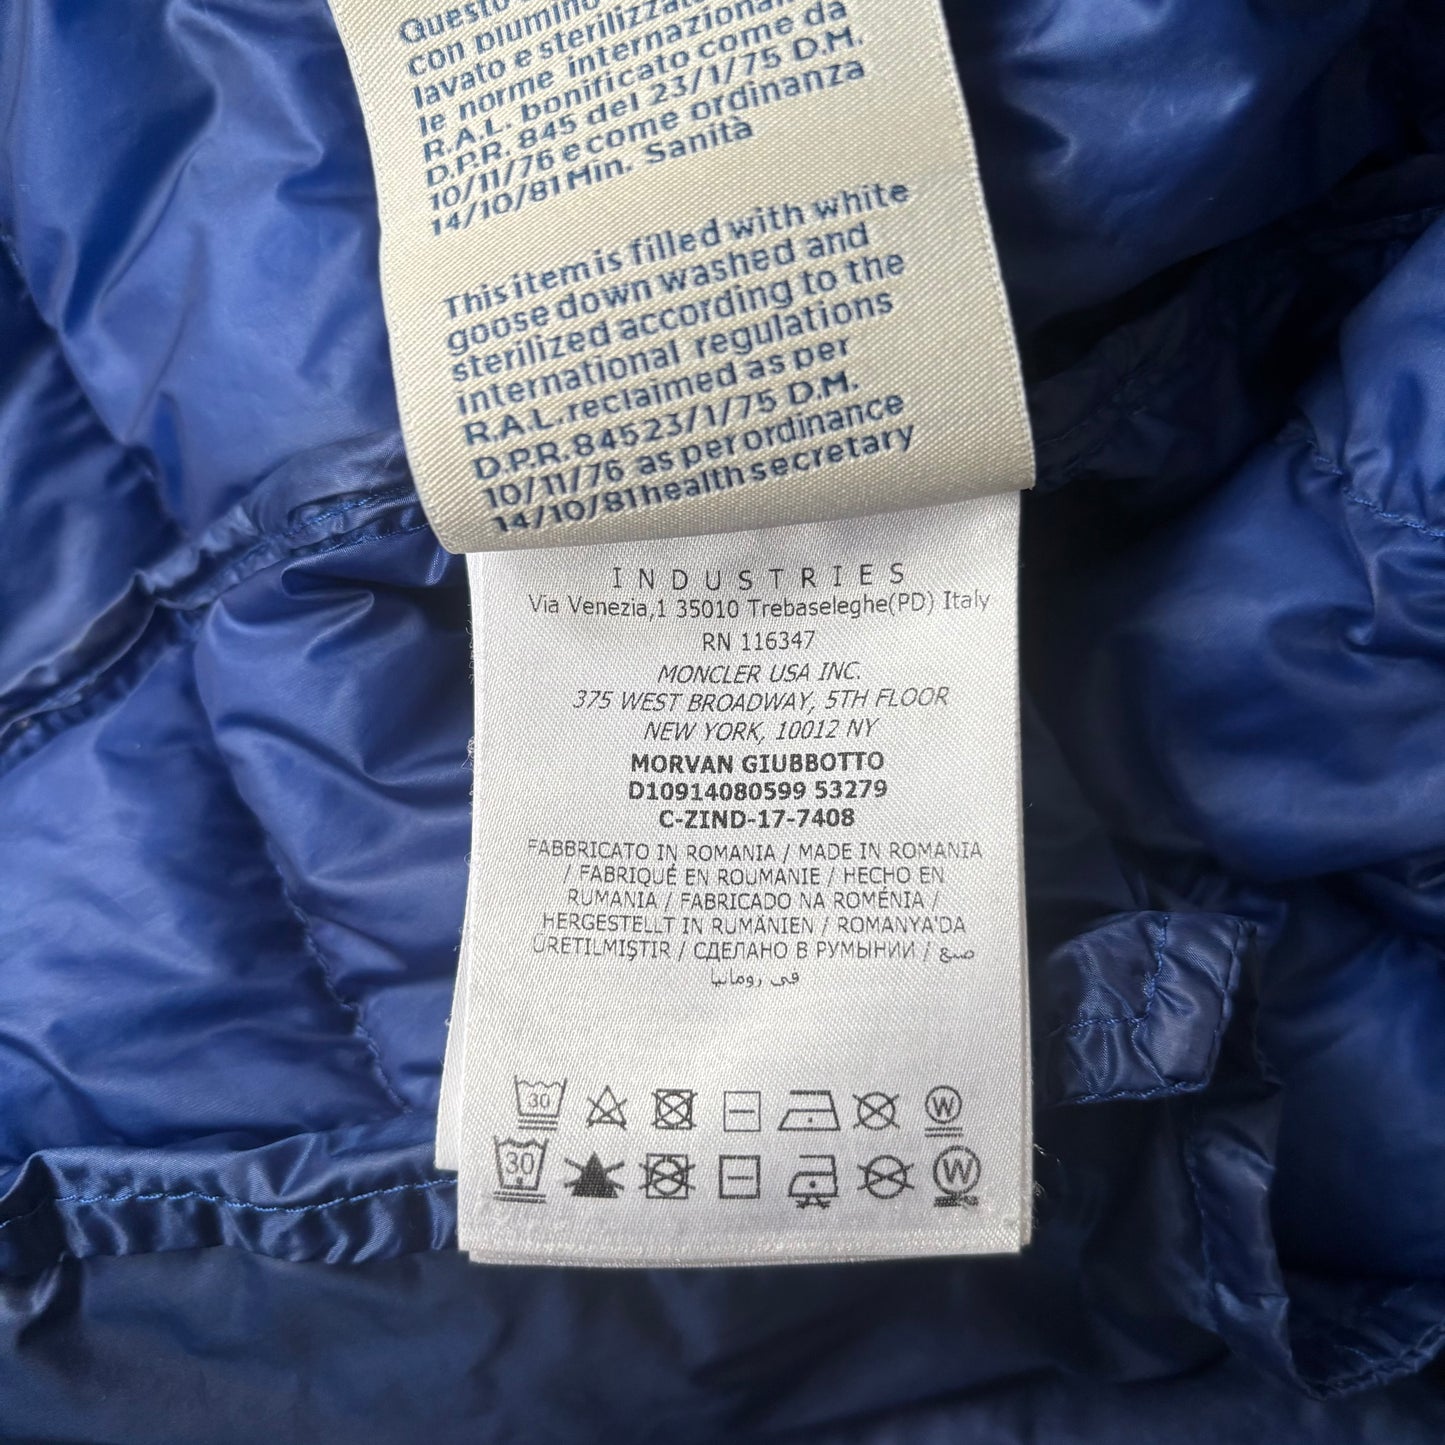 Questo
con piumino
lavato e sterilizzato
le norme internazional
R.A.L. bonificato come da
D.P.R. 845 del 23/1/75 D.M.
10/11/76 e come ordinanza
14/10/81 Min. Sanità
This item is filled with white
goose down washed and
sterilized according to the
international regulations
R.A.L. reclaimed as per
D.P.R. 845 23/1/75 D.M.
10/11/76 as per ordinance
14/10/81 health secretary
INDUSTRIES
Via Venezia,1 35010 Trebaseleghe(PD) Italy
RN 116347
MONCLER USA INC.
375 WEST BROADWAY, 5TH FLOOR
NEW YORK, 10012 NY
MORVAN GIUBBOTTO
D10914080599 53279
C-ZIND-17-7408
FABBRICATO IN ROMANIA / MADE IN ROMANIA
/ FABRIQUÉ EN ROUMANIE / HECHO EN
RUMANIA / FABRICADO NA ROMÉNIA /
HERGESTELLT IN RUMÄNIEN / ROMANYA'DA
ÜRETILMIŞTIR / СДЕЛАНО В РУМЫНИИ / صنع
في رومانيا
30 W
30 W